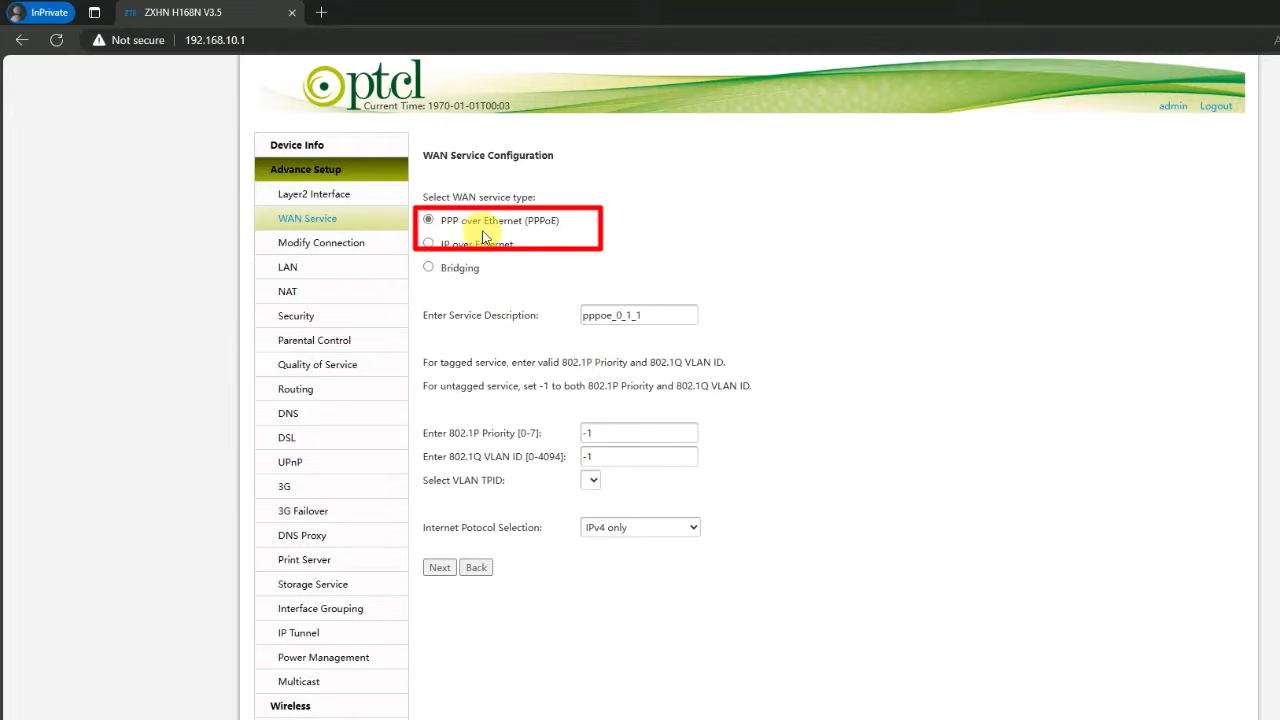 InPrivate
ZTE ZXHN H168N V3.5
Not secure 192.168.10.1
ptcl
Current Time: 1970-01-01T00:03
admin Logout
Device Info
Advance Setup
Layer2 Interface
WAN Service
Modify Connection
LAN
NAT
Security
Parental Control
Quality of Service
Routing
DNS
DSL
UPnP
3G
3G Failover
DNS Proxy
Print Server
Storage Service
Interface Grouping
IP Tunnel
Power Management
Multicast
Wireless
WAN Service Configuration
Select WAN service type:
PPP over Ethernet (PPPoE)
IP over Ethernet
Bridging
Enter Service Description: pppoe_0_1_1
For tagged service, enter valid 802.1P Priority and 802.1Q VLAN ID.
For untagged service, set -1 to both 802.1P Priority and 802.1Q VLAN ID.
Enter 802.1P Priority [0-7]: -1
Enter 802.1Q VLAN ID [0-4094]: -1
Select VLAN TPID:
Internet Potocol Selection: IPv4 only
Next Back